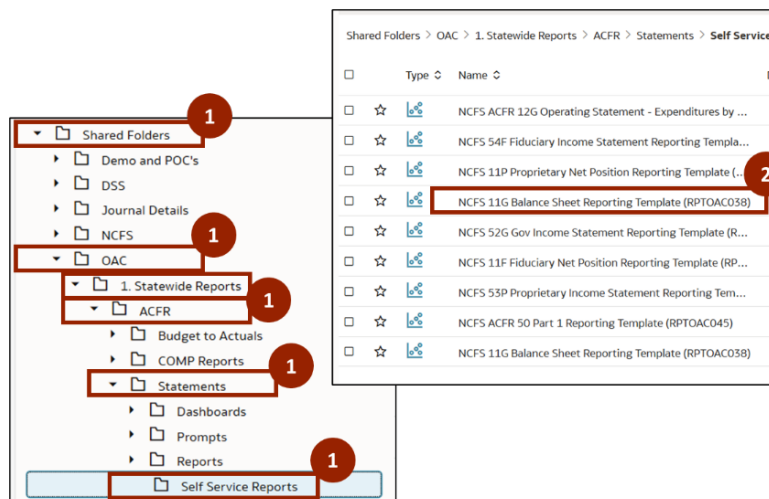 Shared Folders > OAC > 1. Statewide Reports > ACFR > Statements > Self Service
Type Name
NCFS ACFR 12G Operating Statement - Expenditures by ...
NCFS 54F Fiduciary Income Statement Reporting Templa...
NCFS 11P Proprietary Net Position Reporting Template (...
2
NCFS 11G Balance Sheet Reporting Template (RPTOAC038)
NCFS 52G Gov Income Statement Reporting Template (R...
NCFS 11F Fiduciary Net Position Reporting Template (RP...
NCFS 53P Proprietary Income Statement Reporting Tem...
NCFS ACFR 50 Part 1 Reporting Template (RPTOAC045)
NCFS 11G Balance Sheet Reporting Template (RPTOAC038)
1
Shared Folders
Demo and POC's
DSS
Journal Details
NCFS
1
OAC
1. Statewide Reports
1
ACFR
Budget to Actuals
COMP Reports
1
Statements
Dashboards
Prompts
Reports
1
Self Service Reports